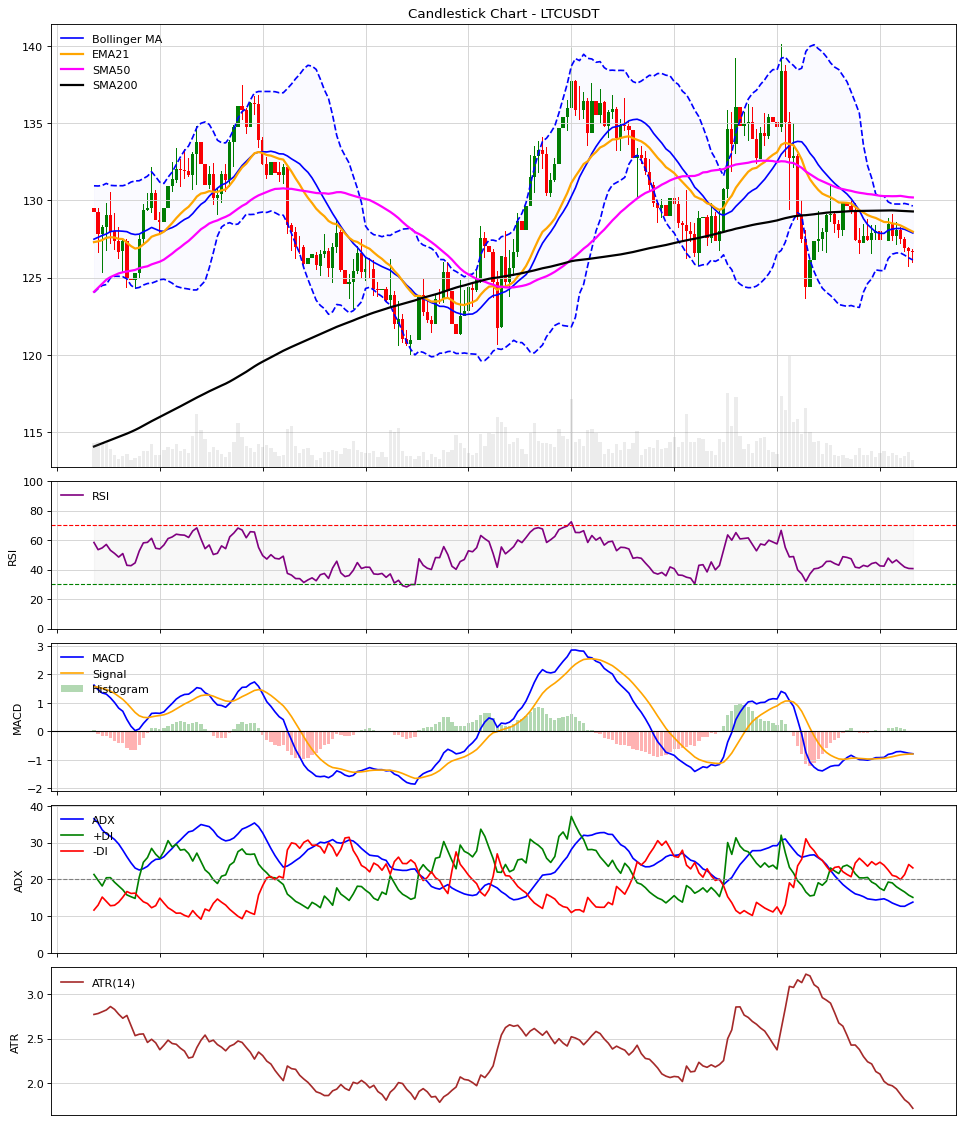 Candlestick Chart - LTCUSDT
Bollinger MA
EMA21
SMA50
SMA200
140
135
130
125
120
115
RSI
100
80
60
40
20
0
RSI
MACD
Signal
Histogram
3
2
1
0
−1
−2
MACD
ADX
+DI
-DI
40
30
20
10
0
ADX
ATR(14)
3.0
2.5
2.0
ATR